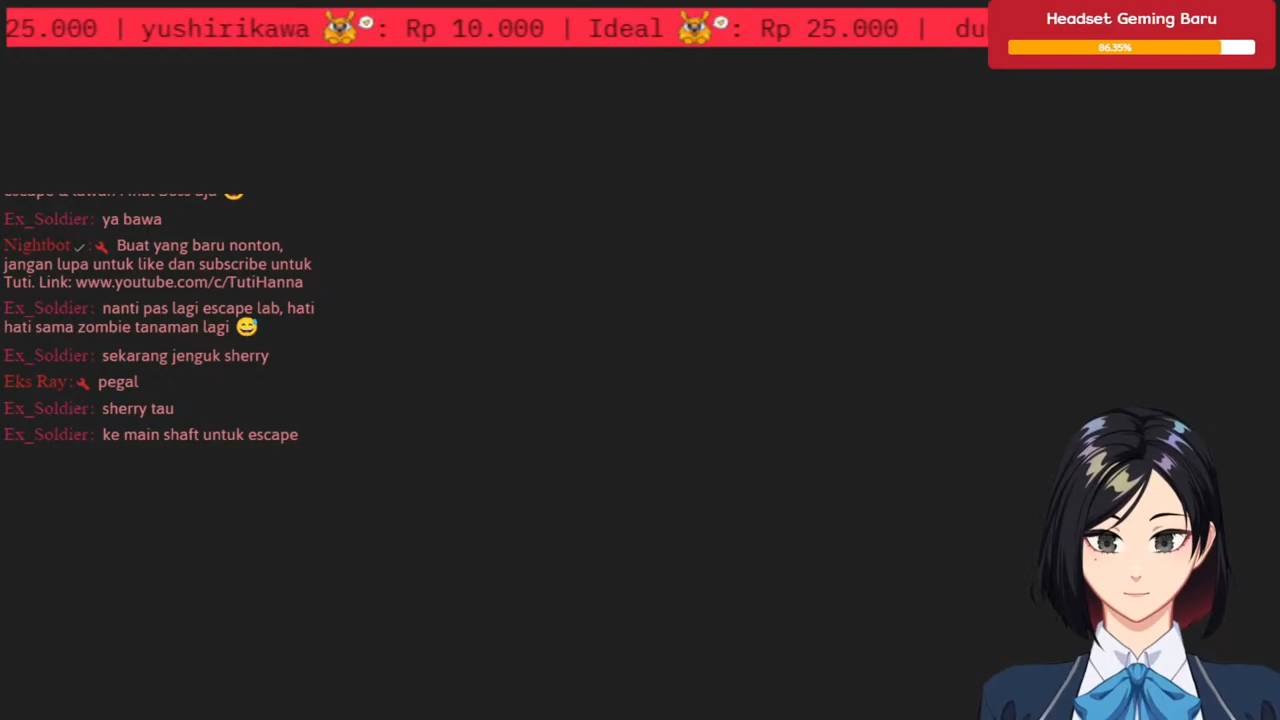 25.000 | yushirikawa : Rp 10.000 | Ideal : Rp 25.000 | du
Headset Geming Baru
86.35%
Ex_Soldier: ya bawa
Nightbot : Buat yang baru nonton,
jangan lupa untuk like dan subscribe untuk
Tuti. Link: www.youtube.com/c/TutiHanna
Ex_Soldier: nanti pas lagi escape lab, hati
hati sama zombie tanaman lagi 😅
Ex_Soldier: sekarang jenguk sherry
Eks Ray: pegal
Ex_Soldier: sherry tau
Ex_Soldier: ke main shaft untuk escape